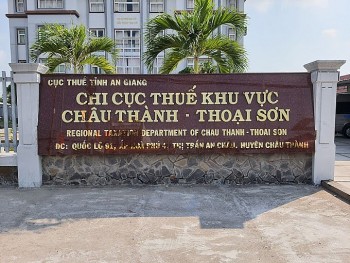 CỤC THUẾ TỈNH AN GIANG
CHI CỤC THUẾ KHU VỰC
CHÂU THÀNH - THOẠI SƠN
REGIONAL TAXATION DEPARTMENT OF CHAU THANH - THOAI SON
ĐC: QUỐC LỘ 91, ẤP HOÀ PHÚ 4, THỊ TRẤN AN CHÂU, HUYỆN CHÂU THÀNH